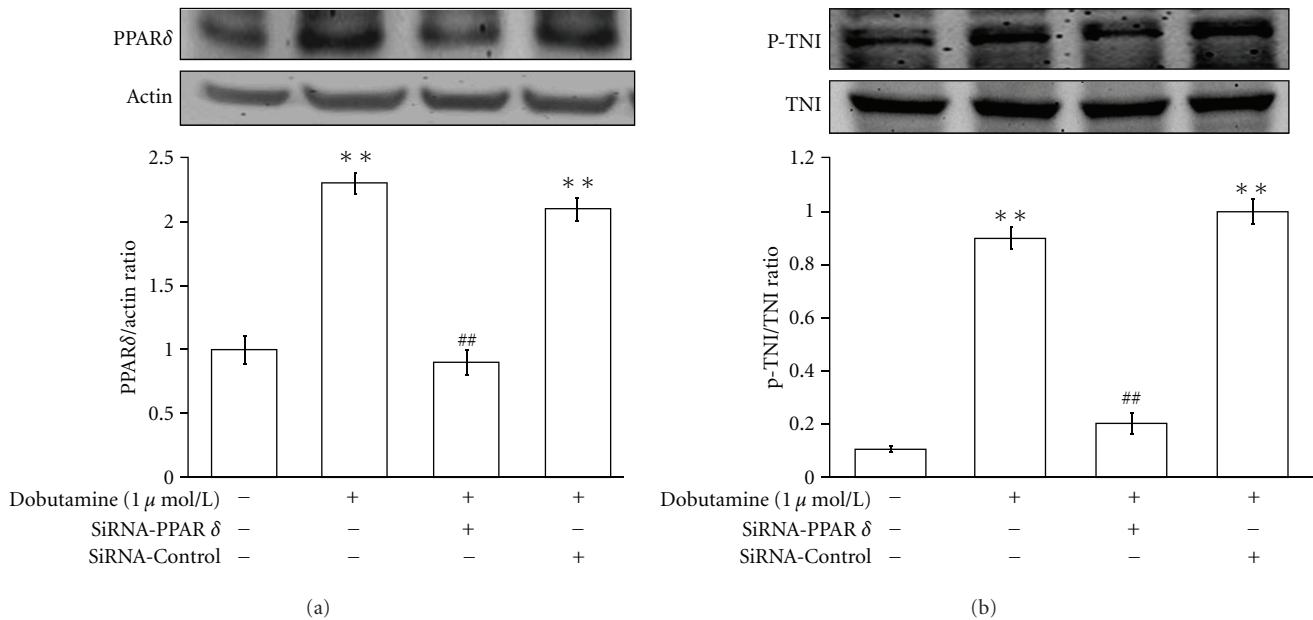 PPARδ
Actin
2.5
2
1.5
1
0.5
0
PPARδ/actin ratio
∗∗
##
∗∗
Dobutamine (1 μ mol/L) − + + +
SiRNA-PPAR δ − − + −
SiRNA-Control − − − +
(a)
P-TNI
TNI
1.2
1
0.8
0.6
0.4
0.2
0
p-TNI/TNI ratio
∗∗
##
∗∗
Dobutamine (1 μ mol/L) − + + +
SiRNA-PPAR δ − − + −
SiRNA-Control − − − +
(b)